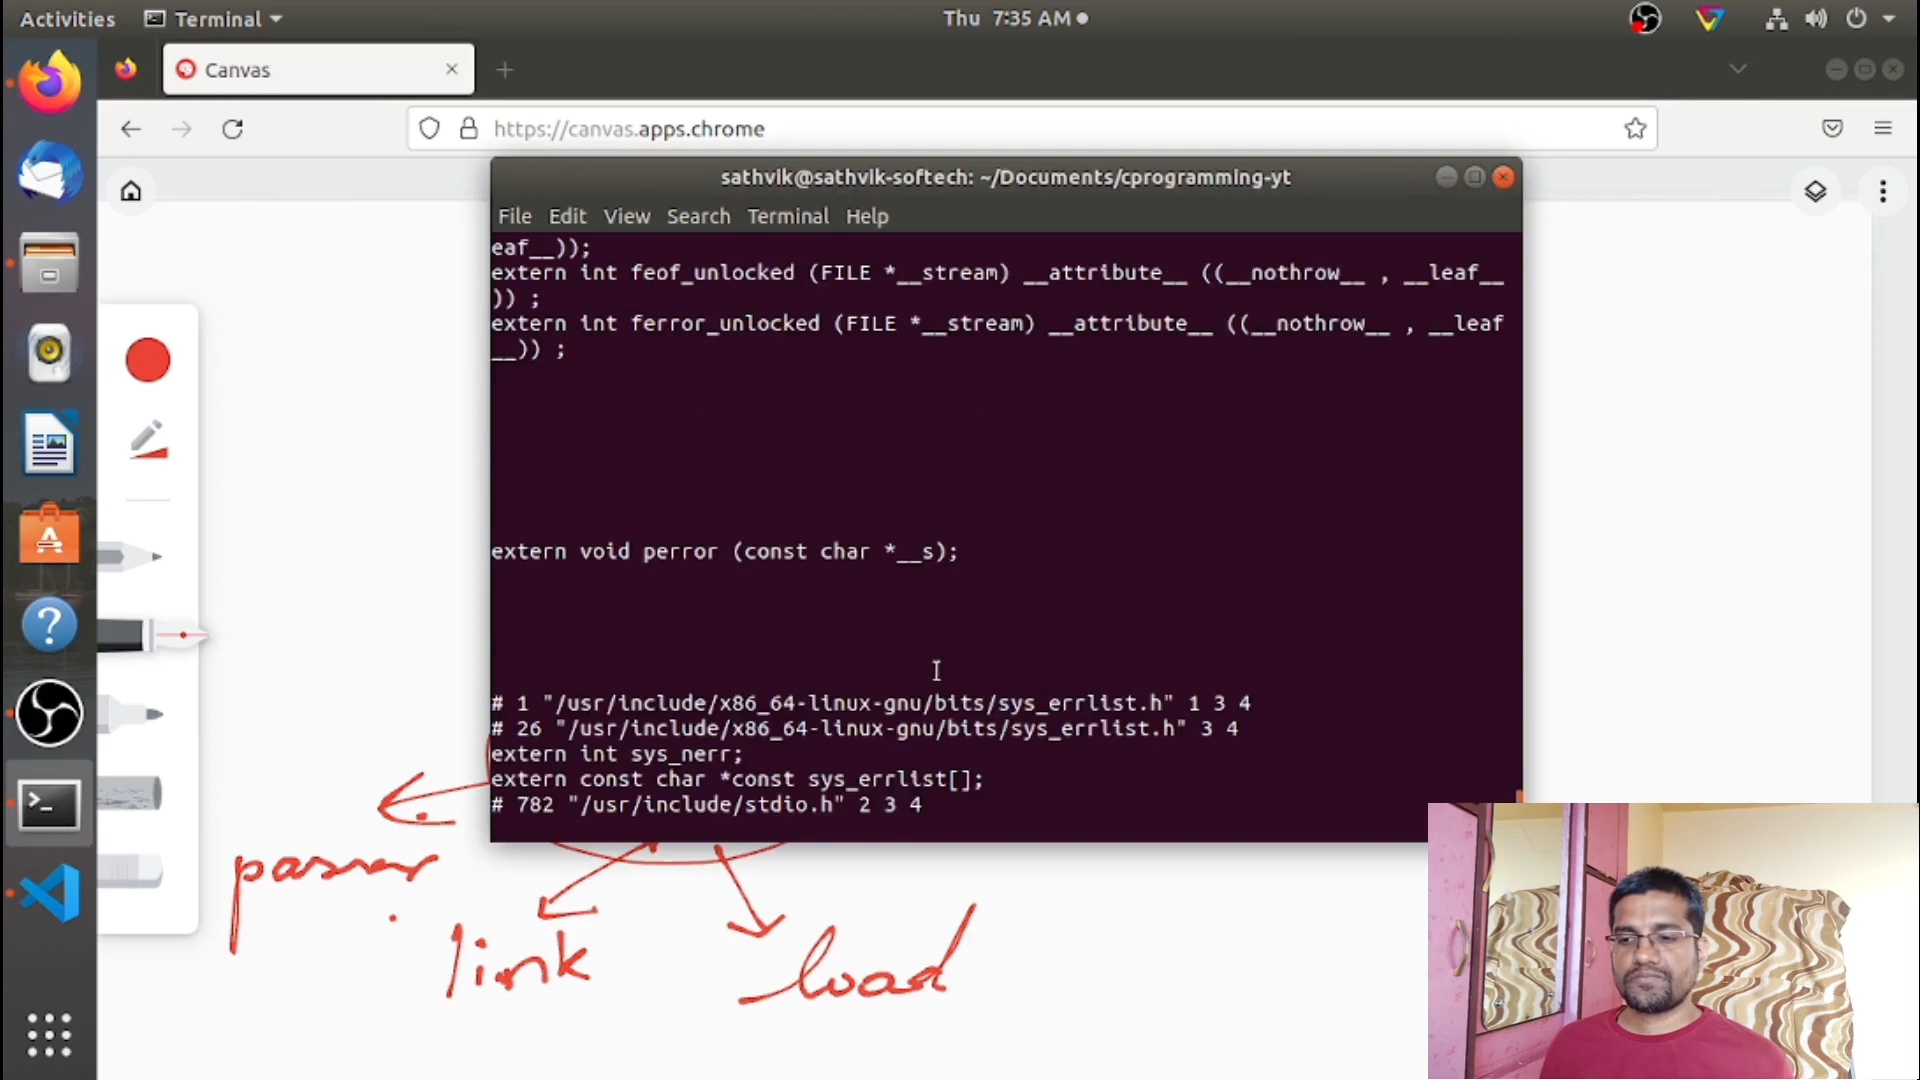 Activities
Terminal
Thu 7:35 AM
Canvas
https://canvas.apps.chrome
sathvik@sathvik-softech: ~/Documents/cprogramming-yt
File Edit View Search Terminal Help
eaf__));
extern int feof_unlocked (FILE *__stream) __attribute__ ((__nothrow__ , __leaf__
)) ;
extern int ferror_unlocked (FILE *__stream) __attribute__ ((__nothrow__ , __leaf
__)) ;
extern void perror (const char *__s);
# 1 "/usr/include/x86_64-linux-gnu/bits/sys_errlist.h" 1 3 4
# 26 "/usr/include/x86_64-linux-gnu/bits/sys_errlist.h" 3 4
extern int sys_nerr;
extern const char *const sys_errlist[];
# 782 "/usr/include/stdio.h" 2 3 4
link
load